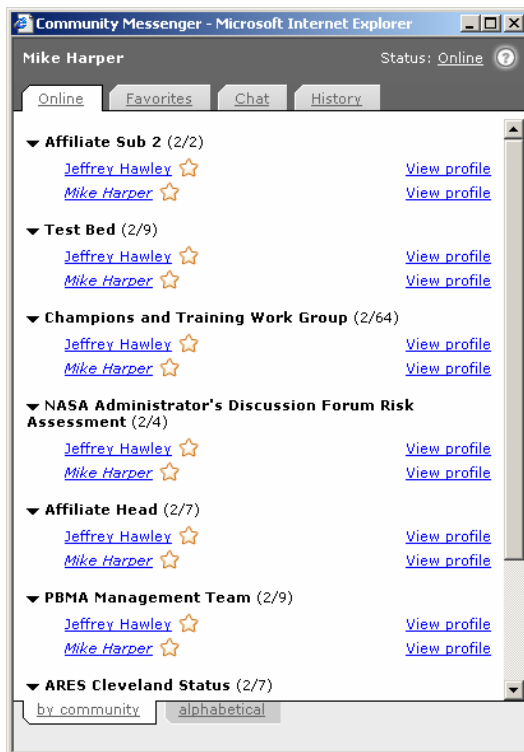 Community Messenger - Microsoft Internet Explorer
Mike Harper Status: Online ?
Online Favorites Chat History
Affiliate Sub 2 (2/2)
Jeffrey Hawley View profile
Mike Harper View profile
Test Bed (2/9)
Jeffrey Hawley View profile
Mike Harper View profile
Champions and Training Work Group (2/64)
Jeffrey Hawley View profile
Mike Harper View profile
NASA Administrator's Discussion Forum Risk
Assessment (2/4)
Jeffrey Hawley View profile
Mike Harper View profile
Affiliate Head (2/7)
Jeffrey Hawley View profile
Mike Harper View profile
PBMA Management Team (2/9)
Jeffrey Hawley View profile
Mike Harper View profile
ARES Cleveland Status (2/7)
by community alphabetical